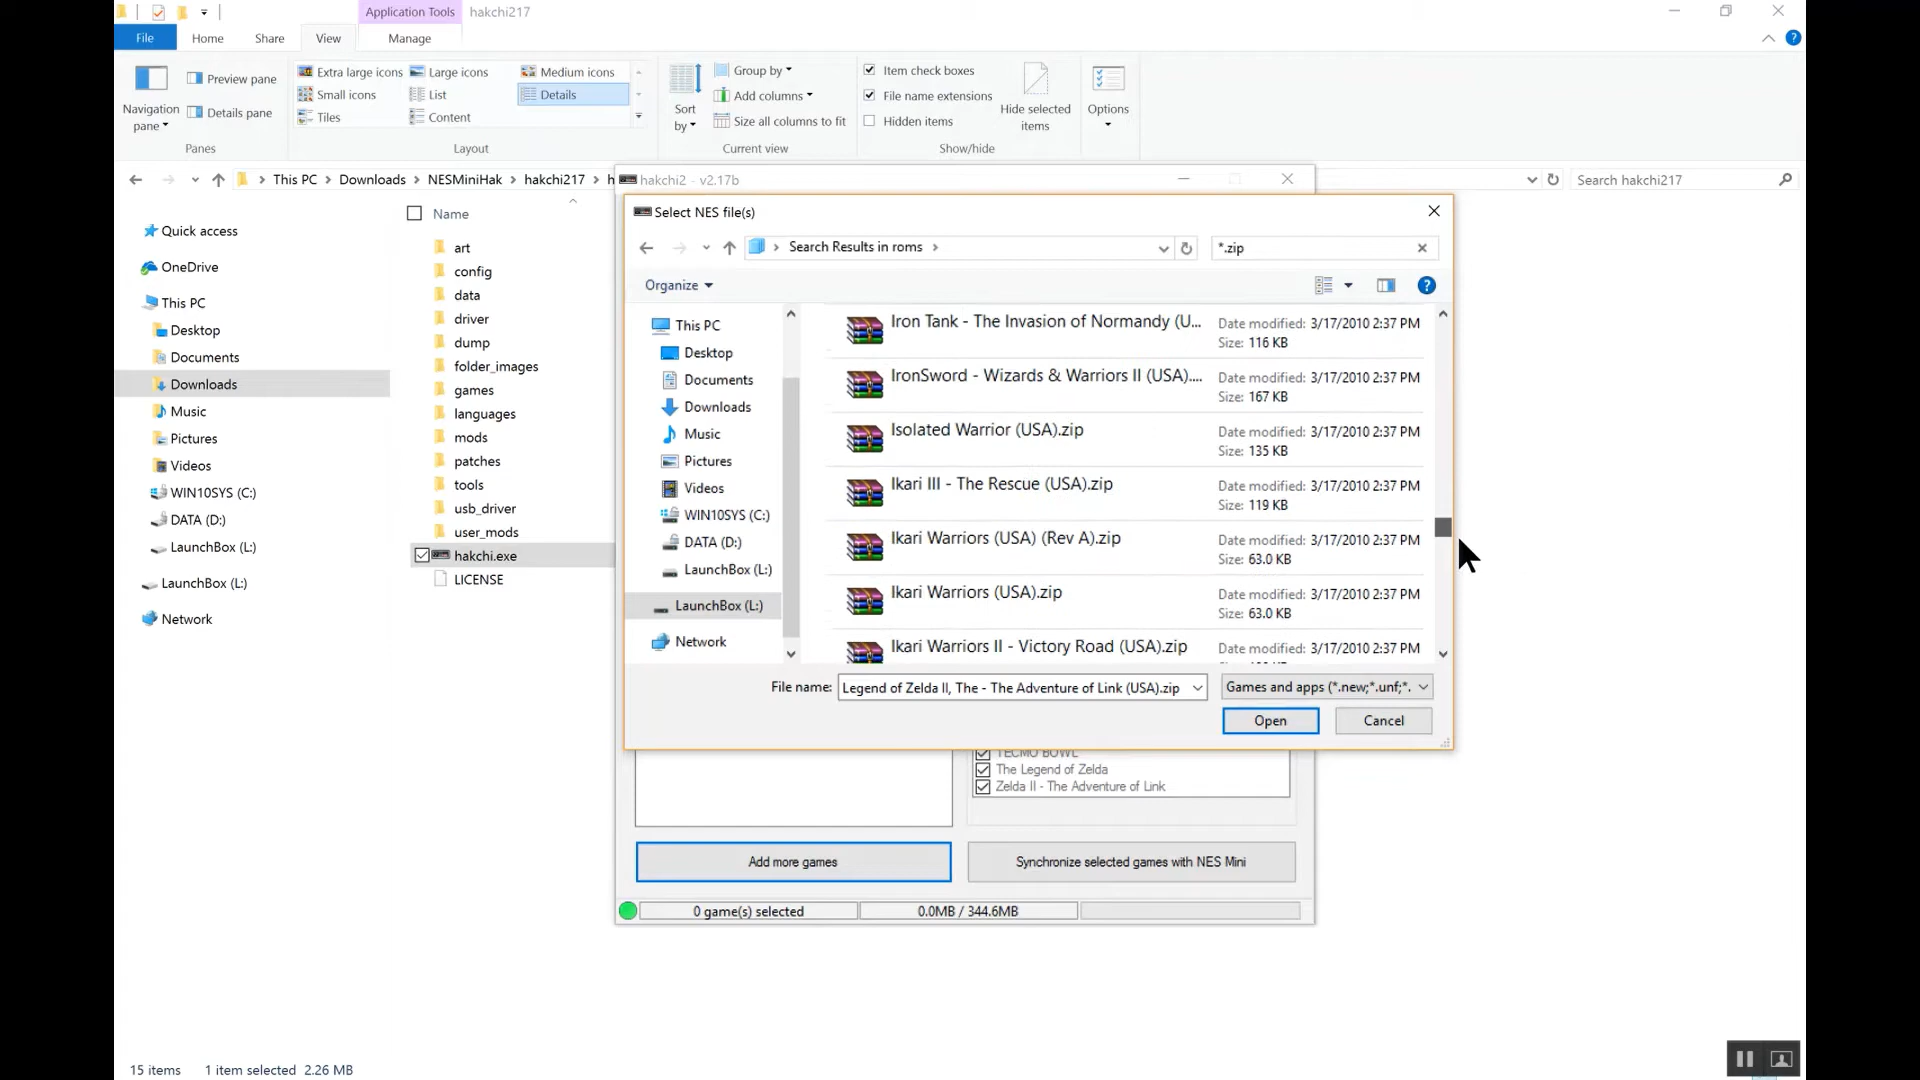 Application Tools
hakchi217
File
Home
Share
View
Manage
Navigation pane
Preview pane
Details pane
Panes
Extra large icons
Large icons
Medium icons
Small icons
List
Details
Tiles
Content
Layout
Sort by
Group by
Add columns
Size all columns to fit
Current view
Item check boxes
File name extensions
Hidden items
Hide selected items
Show/hide
Options
This PC > Downloads > NESMiniHak > hakchi217 > h
Search hakchi217
Quick access
OneDrive
This PC
Desktop
Documents
Downloads
Music
Pictures
Videos
WIN10SYS (C:)
DATA (D:)
LaunchBox (L:)
LaunchBox (L:)
Network
Name
art
config
data
driver
dump
folder_images
games
languages
mods
patches
tools
usb_driver
user_mods
hakchi.exe
LICENSE
hakchi2 - v2.17b
Select NES file(s)
Search Results in roms >
*.zip
Organize
This PC
Desktop
Documents
Downloads
Music
Pictures
Videos
WIN10SYS (C:)
DATA (D:)
LaunchBox (L:)
LaunchBox (L:)
Network
Iron Tank - The Invasion of Normandy (U...
Date modified: 3/17/2010 2:37 PM
Size: 116 KB
IronSword - Wizards & Warriors II (USA)....
Date modified: 3/17/2010 2:37 PM
Size: 167 KB
Isolated Warrior (USA).zip
Date modified: 3/17/2010 2:37 PM
Size: 135 KB
Ikari III - The Rescue (USA).zip
Date modified: 3/17/2010 2:37 PM
Size: 119 KB
Ikari Warriors (USA) (Rev A).zip
Date modified: 3/17/2010 2:37 PM
Size: 63.0 KB
Ikari Warriors (USA).zip
Date modified: 3/17/2010 2:37 PM
Size: 63.0 KB
Ikari Warriors II - Victory Road (USA).zip
Date modified: 3/17/2010 2:37 PM
File name:
Legend of Zelda II, The - The Adventure of Link (USA).zip
Games and apps (*.new;*.unf;*.
Open
Cancel
TECMO BOWL
The Legend of Zelda
Zelda II - The Adventure of Link
Add more games
Synchronize selected games with NES Mini
0 game(s) selected
0.0MB / 344.6MB
15 items
1 item selected 2.26 MB